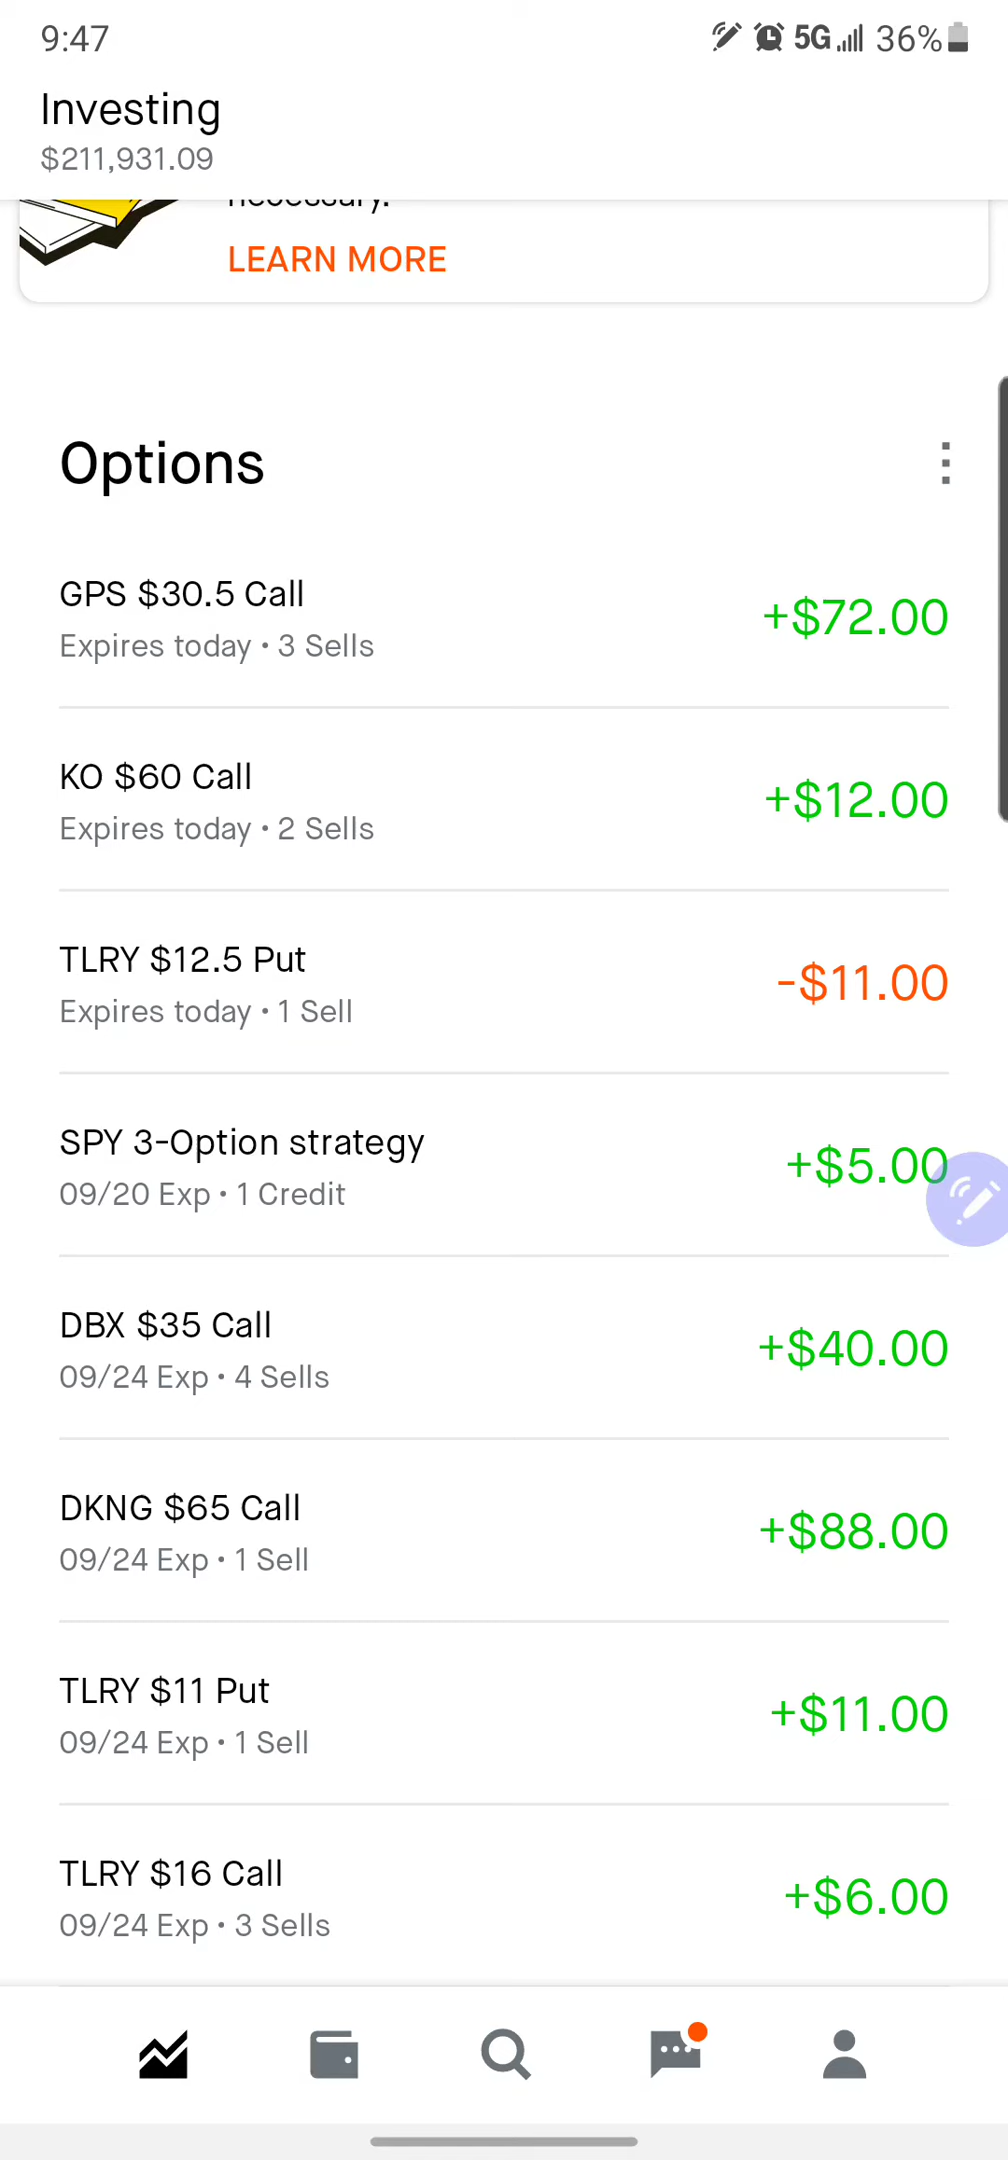 9:47
5G 36%
Investing
$211,931.09
necessary.
LEARN MORE
Options
GPS $30.5 Call
+$72.00
Expires today • 3 Sells
KO $60 Call
+$12.00
Expires today • 2 Sells
TLRY $12.5 Put
-$11.00
Expires today • 1 Sell
SPY 3-Option strategy
+$5.00
09/20 Exp • 1 Credit
DBX $35 Call
+$40.00
09/24 Exp • 4 Sells
DKNG $65 Call
+$88.00
09/24 Exp • 1 Sell
TLRY $11 Put
+$11.00
09/24 Exp • 1 Sell
TLRY $16 Call
+$6.00
09/24 Exp • 3 Sells